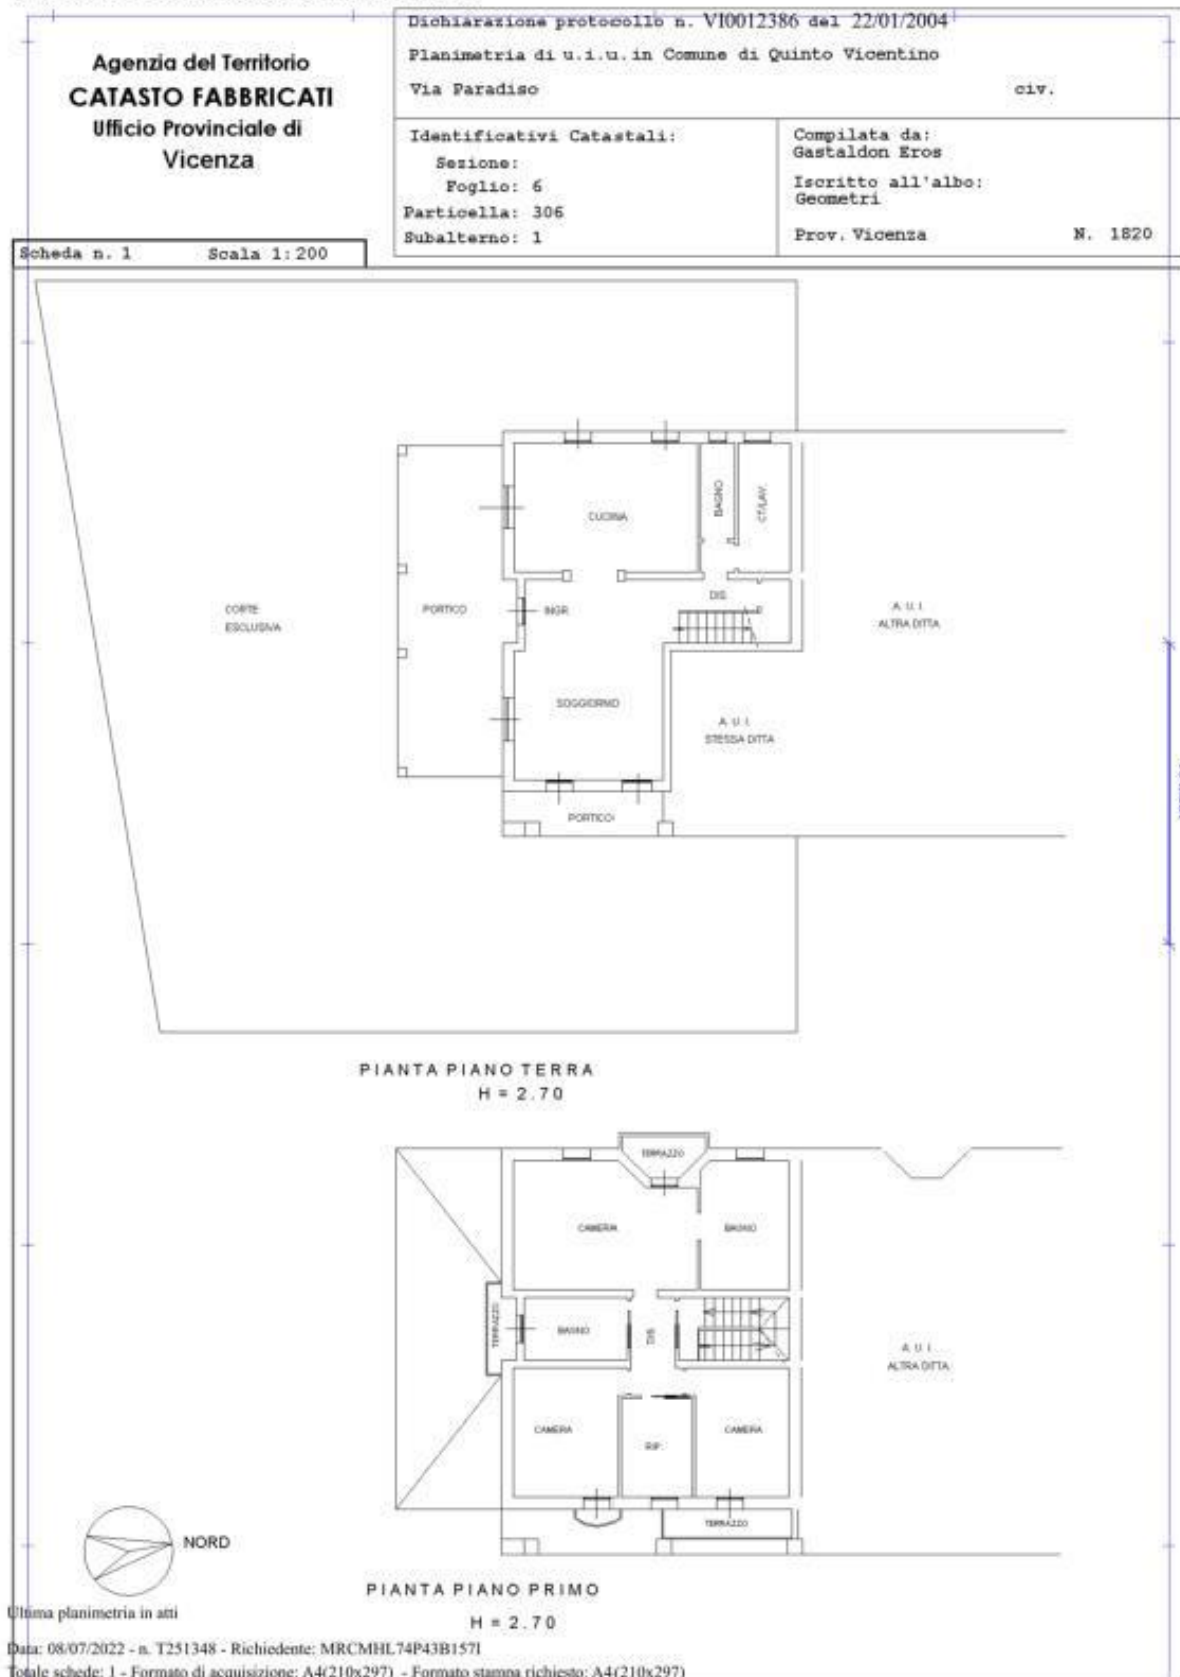 Dichiarazione protocollo n. VI0012386 del 22/01/2004
Planimetria di u.i.u. in Comune di Quinto Vicentino
Via Paradiso civ.
Agenzia del Territorio
CATASTO FABBRICATI
Ufficio Provinciale di
Vicenza
Identificativi Catastali:
Sezione:
Foglio: 6
Particella: 306
Subalterno: 1
Compilata da:
Gastaldon Eros
Iscritto all'albo:
Geometri
Prov. Vicenza N. 1820
Scheda n. 1 Scala 1:200
CUCINA
BAGNO
CT/LAV.
CORTE
ESCLUSIVA
PORTICO
INGR.
DIS.
A. U. I.
ALTRA DITTA
SOGGIORNO
A. U. I.
STESSA DITTA
PORTICO
PIANTA PIANO TERRA
H = 2.70
TERRAZZO
CAMERA
BAGNO
TERRAZZO
BAGNO
DIS.
A. U. I.
ALTRA DITTA
CAMERA
RIP.
CAMERA
TERRAZZO
NORD
PIANTA PIANO PRIMO
H = 2.70
Ultima planimetria in atti
Data: 08/07/2022 - n. T251348 - Richiedente: MRCMHL74P43B157I
Totale schede: 1 - Formato di acquisizione: A4(210x297) - Formato stampa richiesto: A4(210x297)